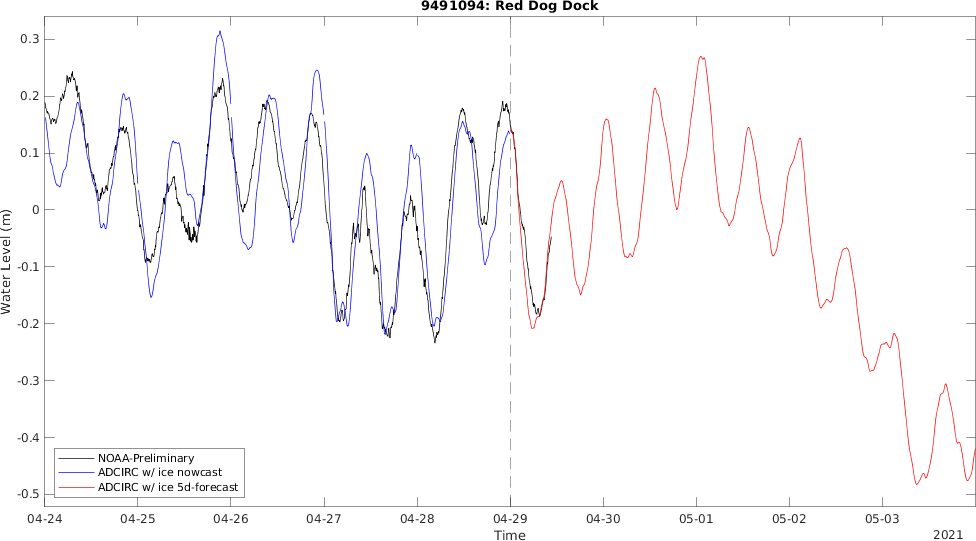 9491094: Red Dog Dock
0.3
0.2
0.1
0
-0.1
-0.2
-0.3
-0.4
-0.5
Water Level (m)
NOAA-Preliminary
ADCIRC w/ ice nowcast
ADCIRC w/ ice 5d-forecast
04-24 04-25 04-26 04-27 04-28 04-29 04-30 05-01 05-02 05-03
Time
2021